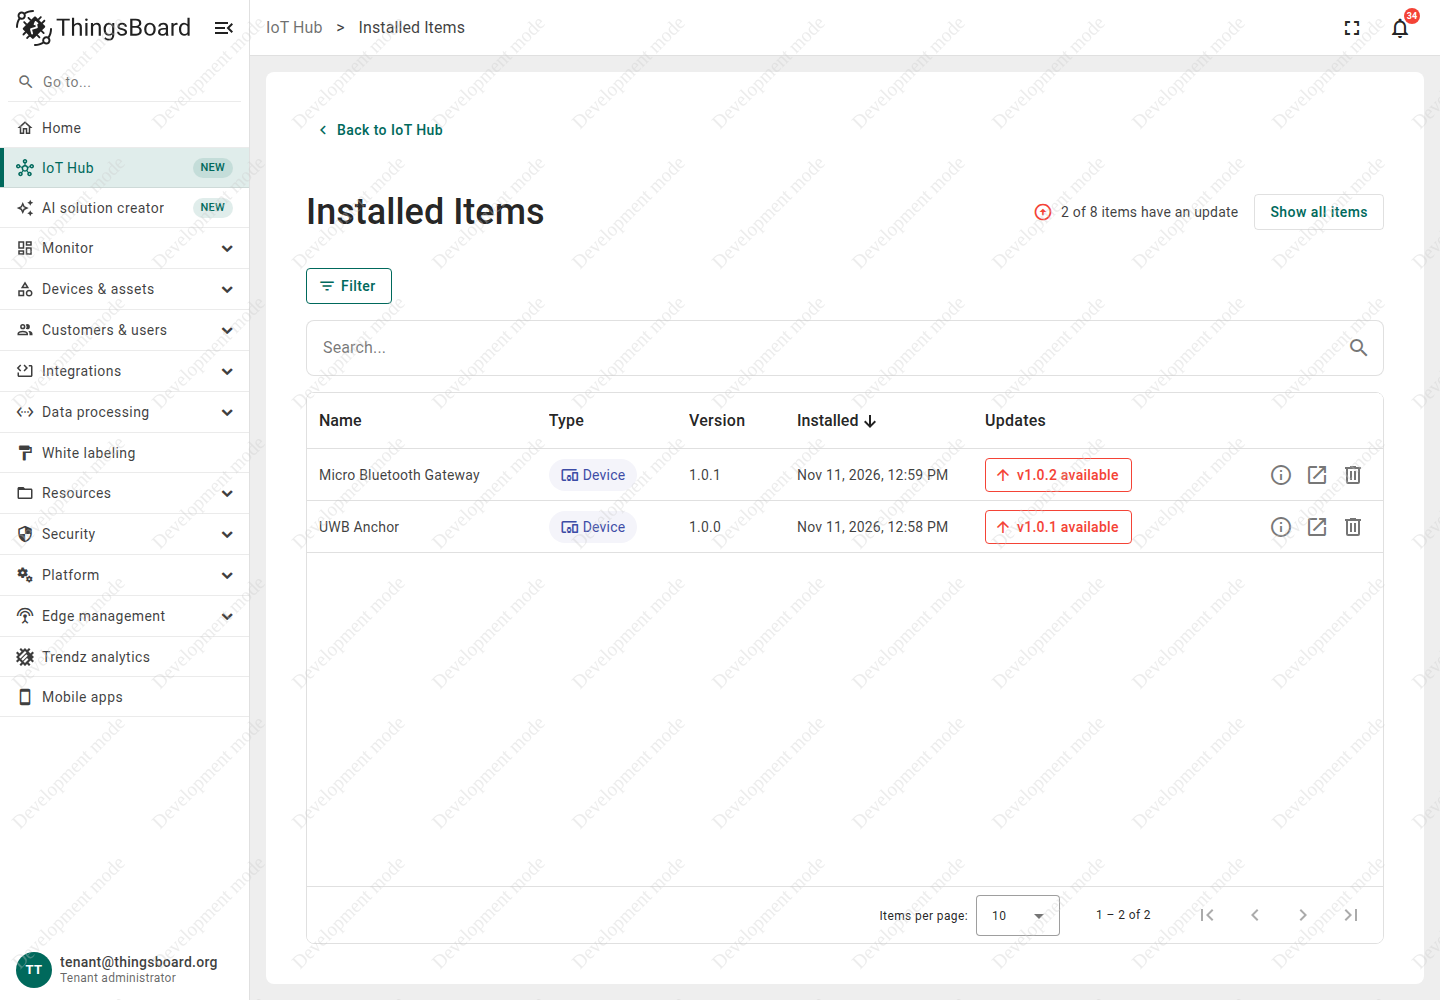 ThingsBoard
IoT Hub > Installed Items
34
Go to...
Home
IoT Hub NEW
AI solution creator NEW
Monitor
Devices & assets
Customers & users
Integrations
Data processing
White labeling
Resources
Security
Platform
Edge management
Trendz analytics
Mobile apps
TT
tenant@thingsboard.org
Tenant administrator
Back to IoT Hub
Installed Items
2 of 8 items have an update
Show all items
Filter
Search...
Name Type Version Installed Updates
Micro Bluetooth Gateway Device 1.0.1 Nov 11, 2026, 12:59 PM v1.0.2 available
UWB Anchor Device 1.0.0 Nov 11, 2026, 12:58 PM v1.0.1 available
Items per page: 10 1 – 2 of 2
Development mode